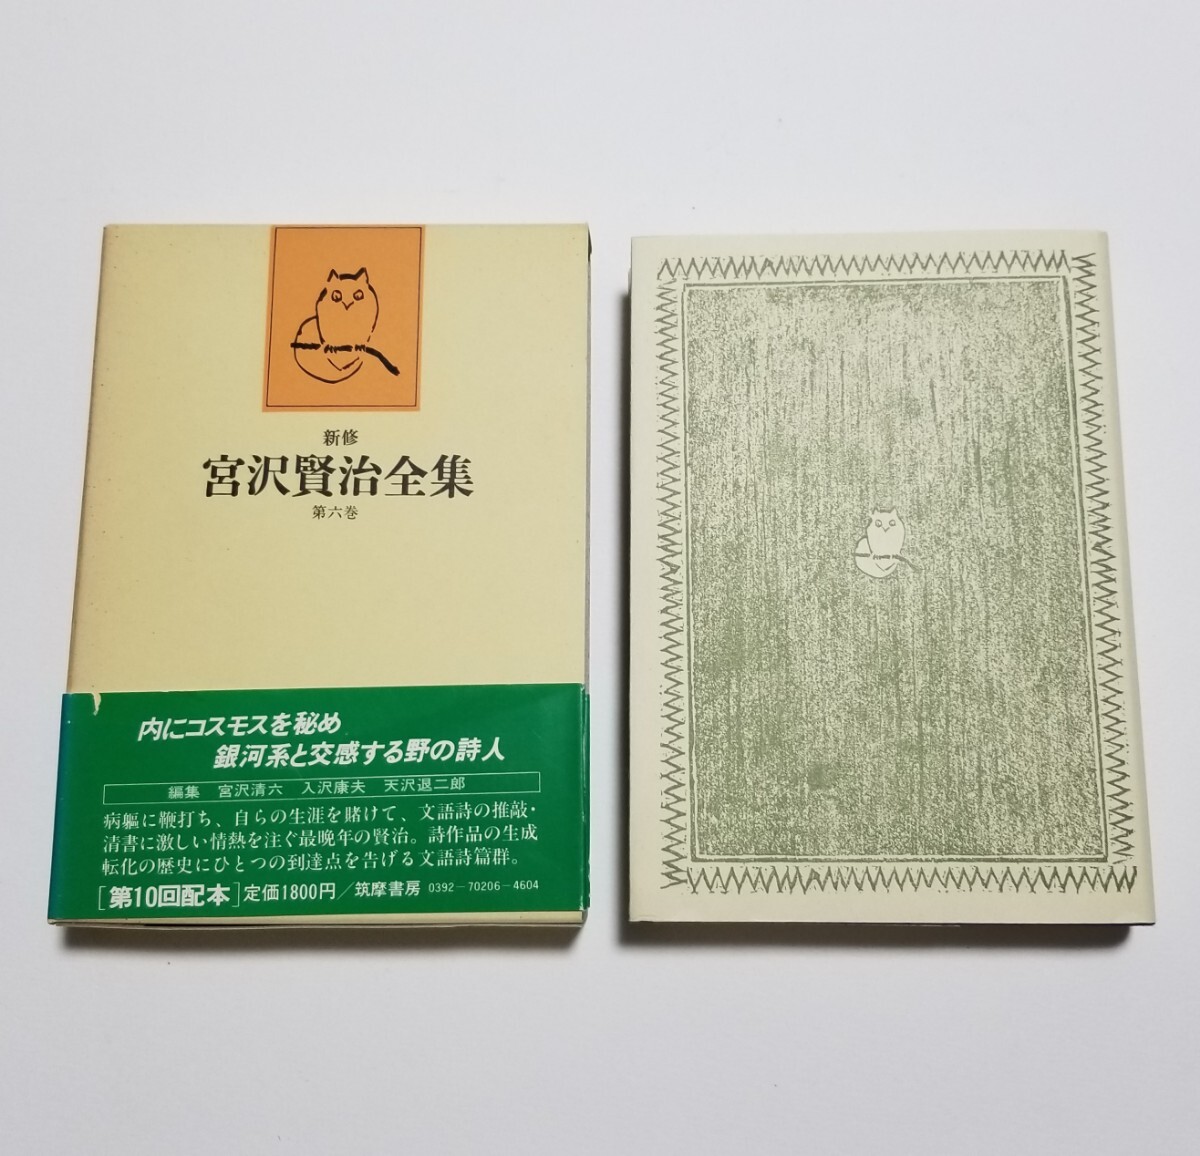 新修
宮沢賢治全集
第六巻
内にコスモスを秘め
銀河系と交感する野の詩人
編集 宮沢清六 入沢康夫 天沢退二郎
病軀に鞭打ち、自らの生涯を賭けて、文語詩の推敲・
清書に激しい情熱を注ぐ最晩年の賢治。詩作品の生成
転化の歴史にひとつの到達点を告げる文語詩篇群。
[第10回配本]定価1800円/筑摩書房 0392-70206-4604